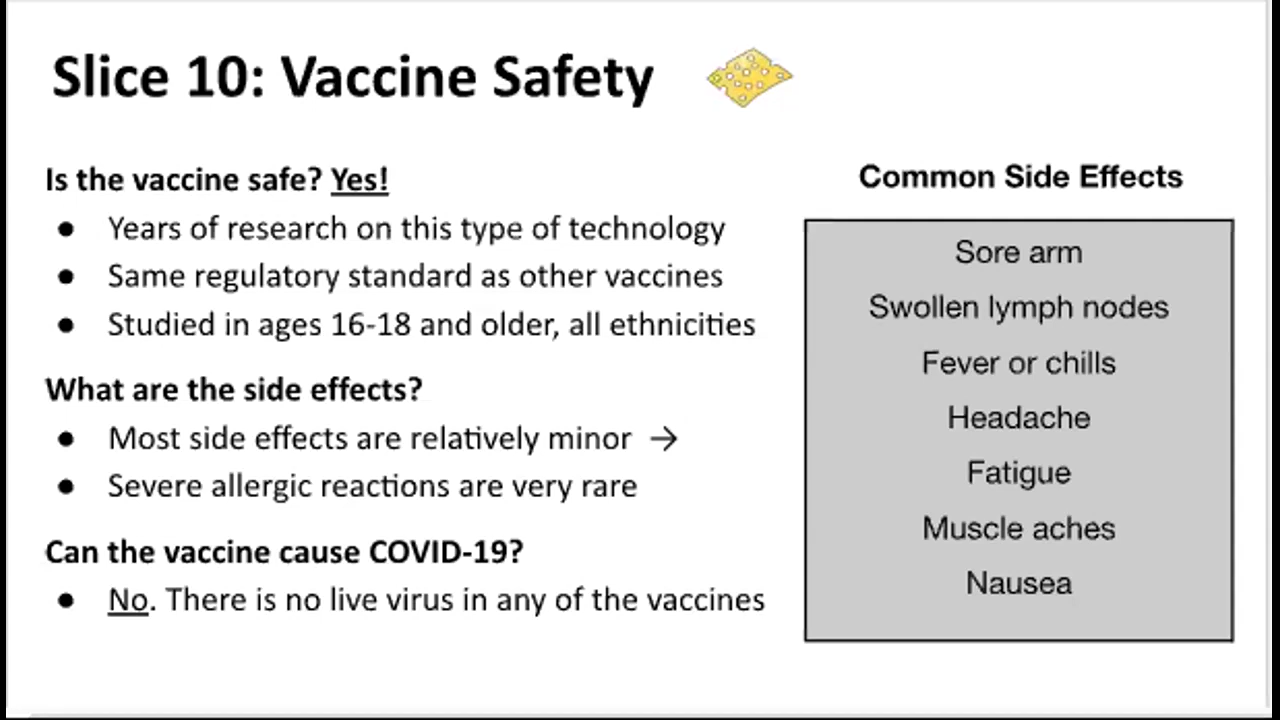 Slice 10: Vaccine Safety
Is the vaccine safe? Yes!
● Years of research on this type of technology
● Same regulatory standard as other vaccines
● Studied in ages 16-18 and older, all ethnicities
What are the side effects?
● Most side effects are relatively minor →
● Severe allergic reactions are very rare
Can the vaccine cause COVID-19?
● No. There is no live virus in any of the vaccines
Common Side Effects
Sore arm
Swollen lymph nodes
Fever or chills
Headache
Fatigue
Muscle aches
Nausea